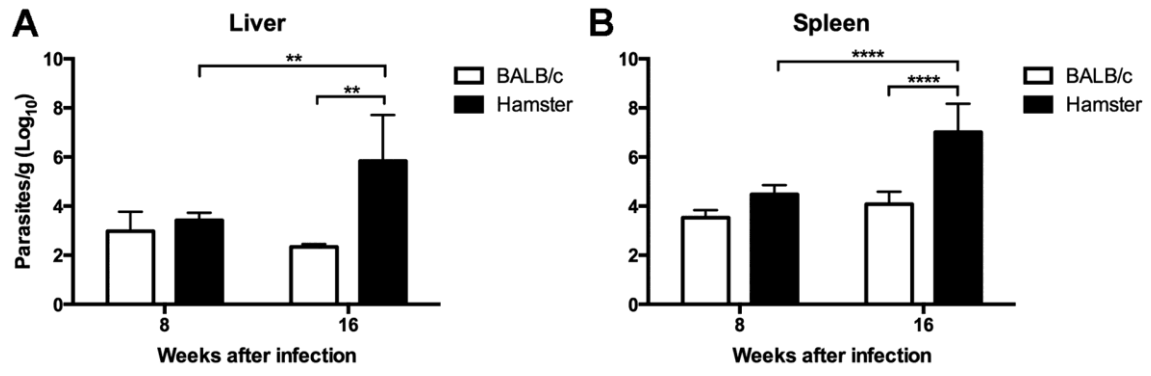 A
Liver
Parasites/g (Log10)
10
8
6
4
2
0
**
**
BALB/c
Hamster
8
16
Weeks after infection
B
Spleen
10
8
6
4
2
0
****
****
BALB/c
Hamster
8
16
Weeks after infection